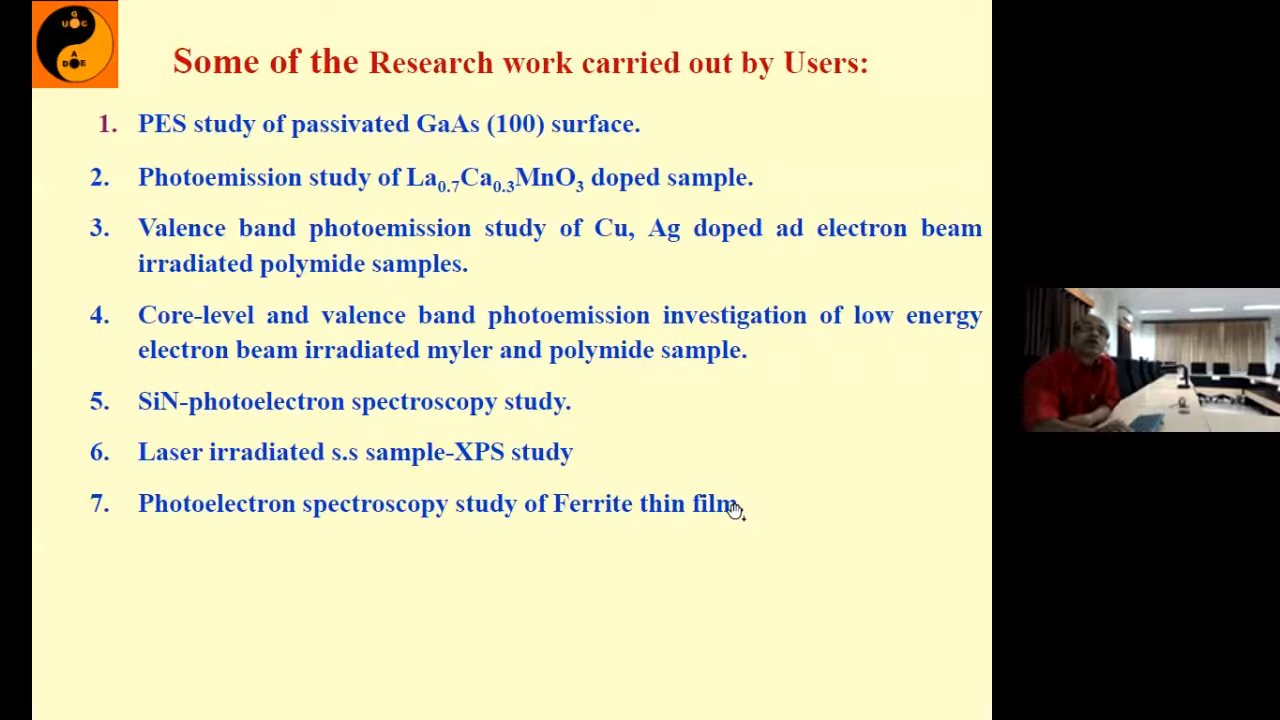 G
U G C
A
D E
Some of the Research work carried out by Users:
1. PES study of passivated GaAs (100) surface.
2. Photoemission study of La0.7Ca0.3MnO3 doped sample.
3. Valence band photoemission study of Cu, Ag doped ad electron beam
irradiated polymide samples.
4. Core-level and valence band photoemission investigation of low energy
electron beam irradiated myler and polymide sample.
5. SiN-photoelectron spectroscopy study.
6. Laser irradiated s.s sample-XPS study
7. Photoelectron spectroscopy study of Ferrite thin film